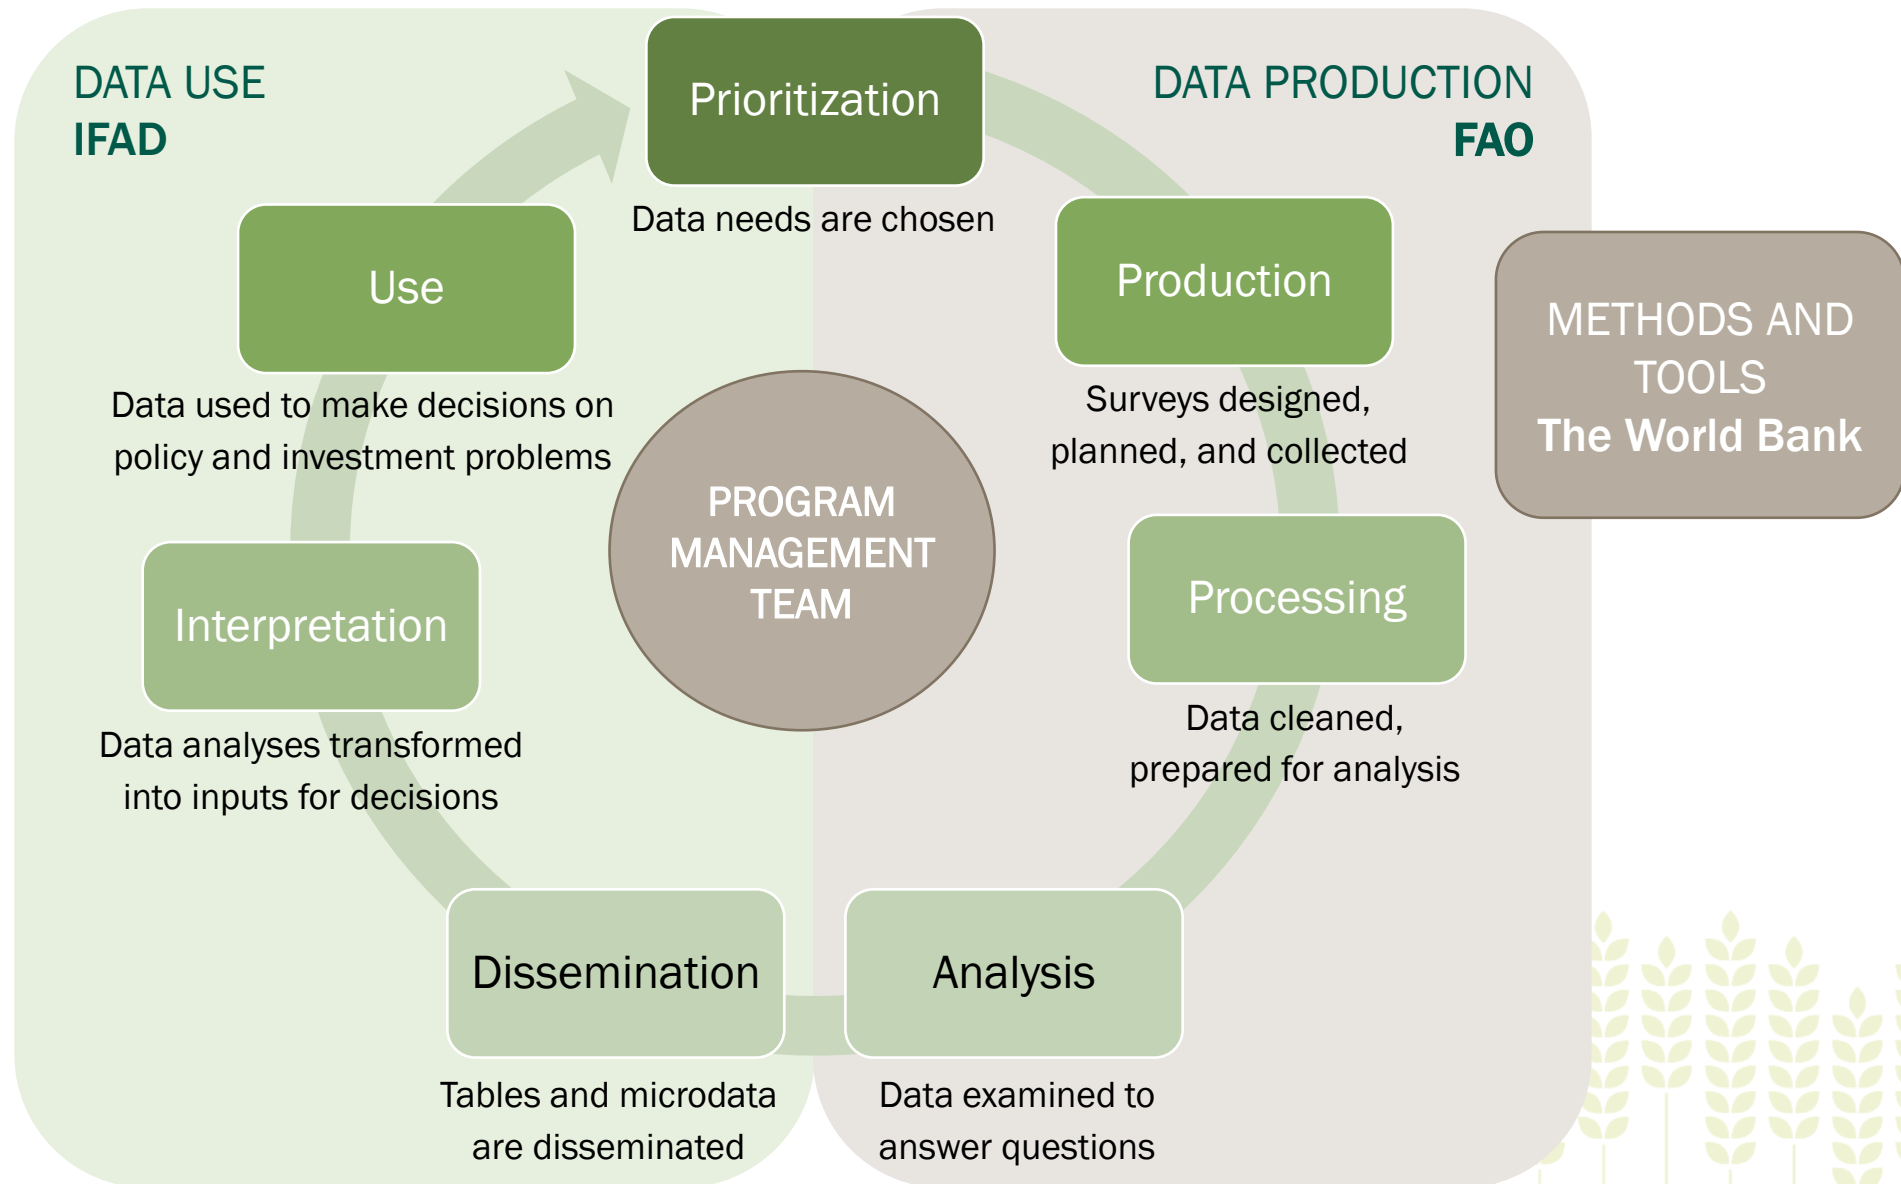 DATA USE
IFAD
Prioritization
Data needs are chosen
DATA PRODUCTION
FAO
Production
Surveys designed,
planned, and collected
METHODS AND
TOOLS
The World Bank
Processing
Data cleaned,
prepared for analysis
Analysis
Data examined to
answer questions
Dissemination
Tables and microdata
are disseminated
Interpretation
Data analyses transformed
into inputs for decisions
Use
Data used to make decisions on
policy and investment problems
PROGRAM
MANAGEMENT
TEAM